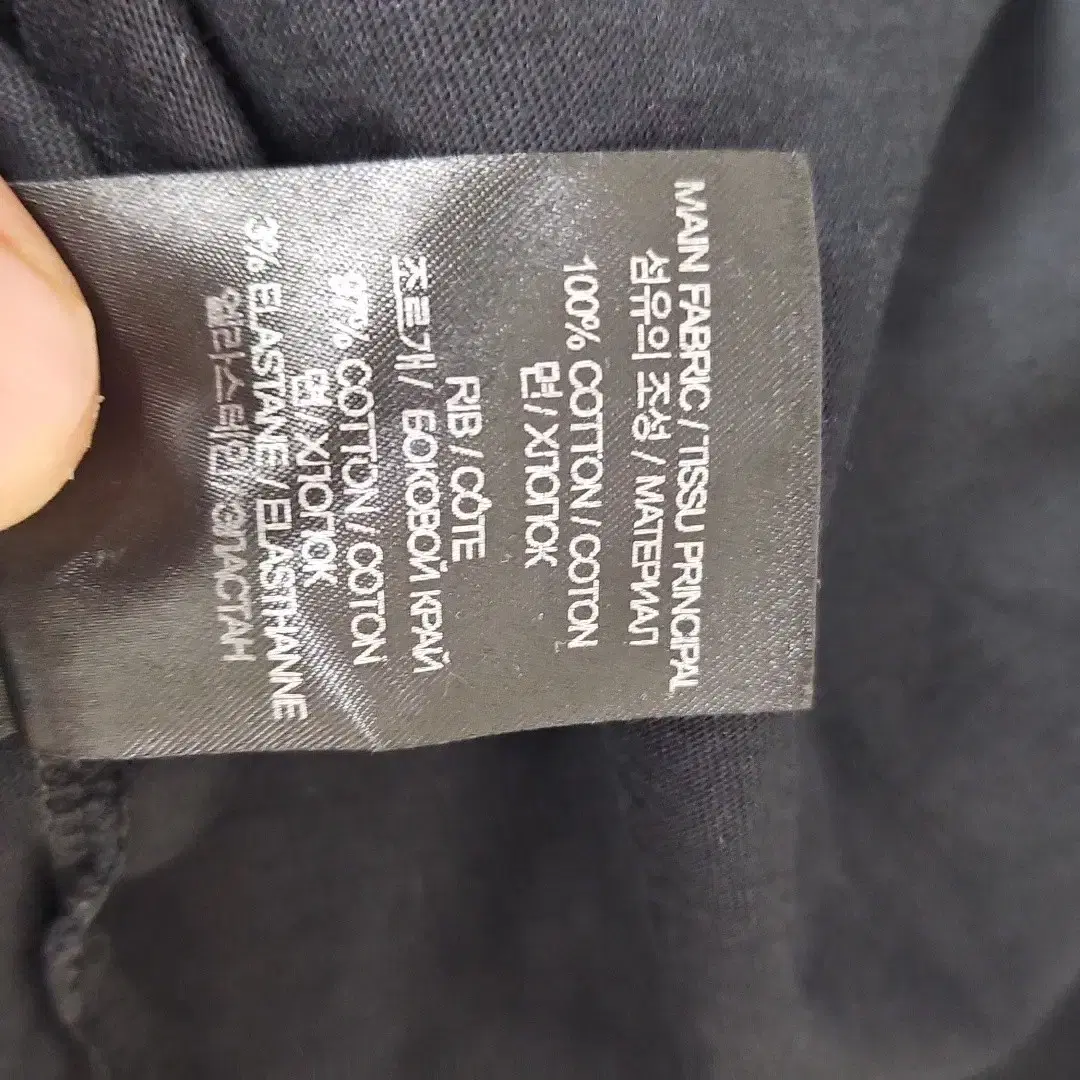 MAIN FABRIC / TISSU PRINCIPAL
섬유의 조성 / МАТЕРИАЛ
100% COTTON / COTON
면 / ХЛОПОК
RIB / CÔTE
조르개 / БОКОВОЙ КРАЙ
97% COTTON / COTON
면 / ХЛОПОК
3% ELASTANE / ELASTHANNE
엘라스테인 / ЭЛАСТАН